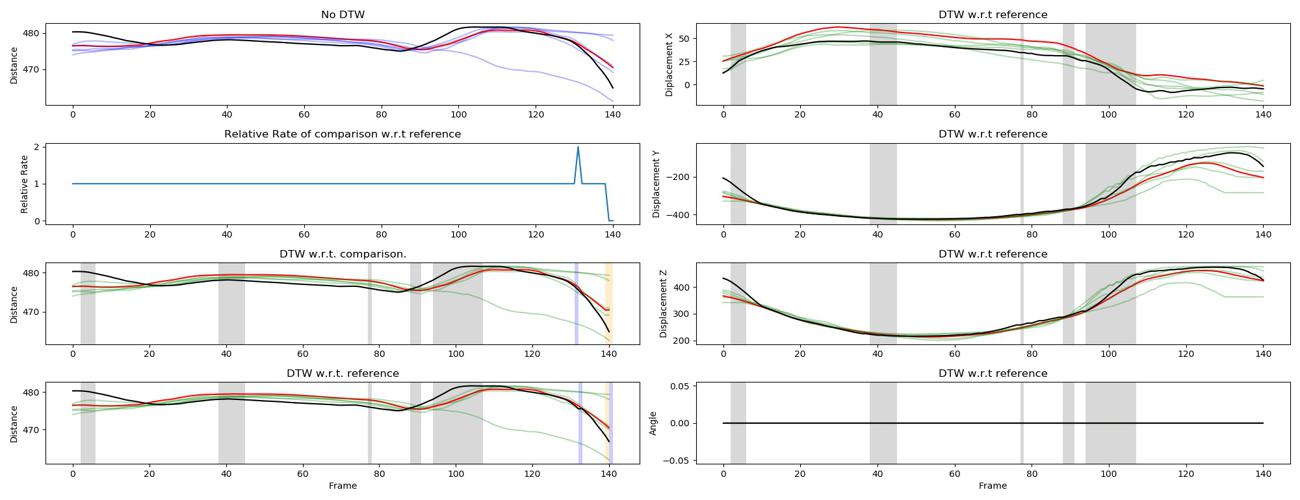 No DTW
Distance
480
470
0 20 40 60 80 100 120 140
Relative Rate of comparison w.r.t reference
Relative Rate
2
1
0
0 20 40 60 80 100 120 140
DTW w.r.t. comparison.
Distance
480
470
0 20 40 60 80 100 120 140
DTW w.r.t. reference
Distance
480
470
0 20 40 60 80 100 120 140
Frame
DTW w.r.t reference
Diplacement X
50
25
0
0 20 40 60 80 100 120 140
DTW w.r.t reference
Displacement Y
−200
−400
0 20 40 60 80 100 120 140
DTW w.r.t reference
Displacement Z
400
300
200
0 20 40 60 80 100 120 140
DTW w.r.t reference
Angle
0.05
0.00
−0.05
0 20 40 60 80 100 120 140
Frame